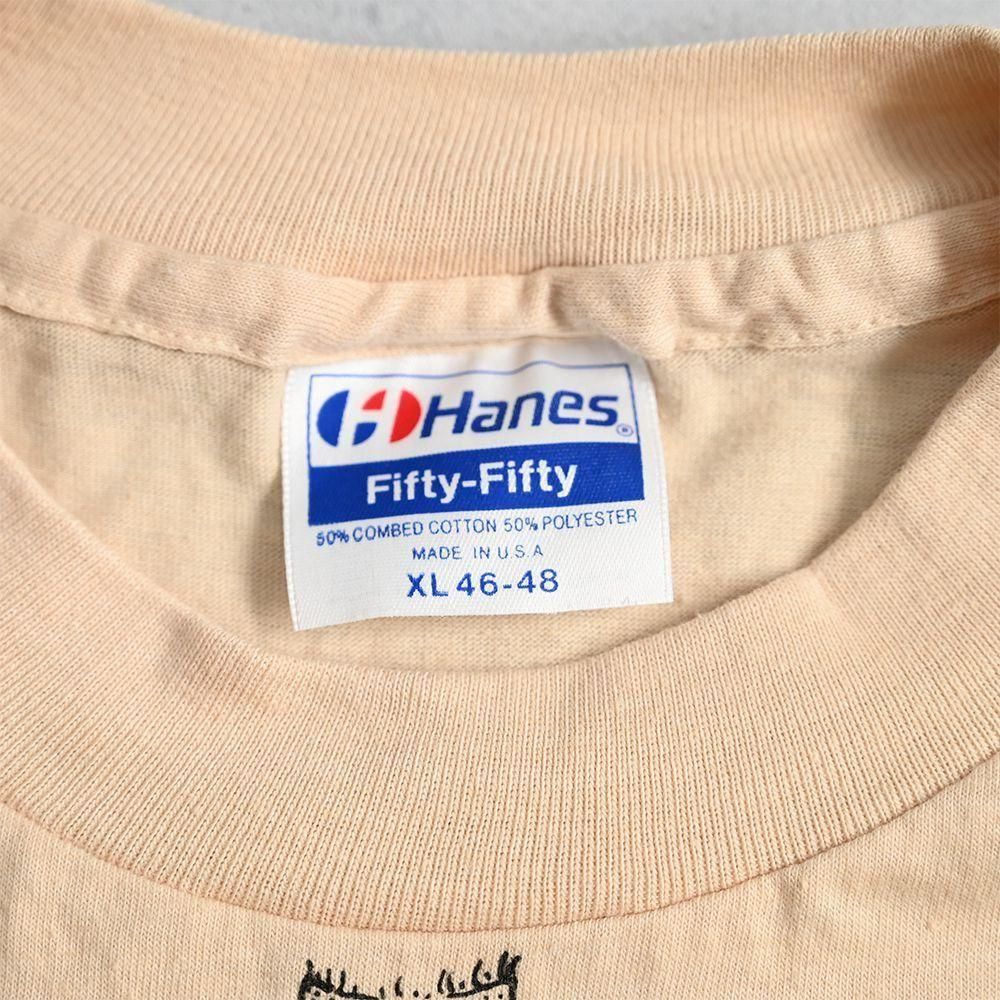 Hanes®
Fifty-Fifty
50% COMBED COTTON 50% POLYESTER
MADE IN U.S.A
XL 46-48